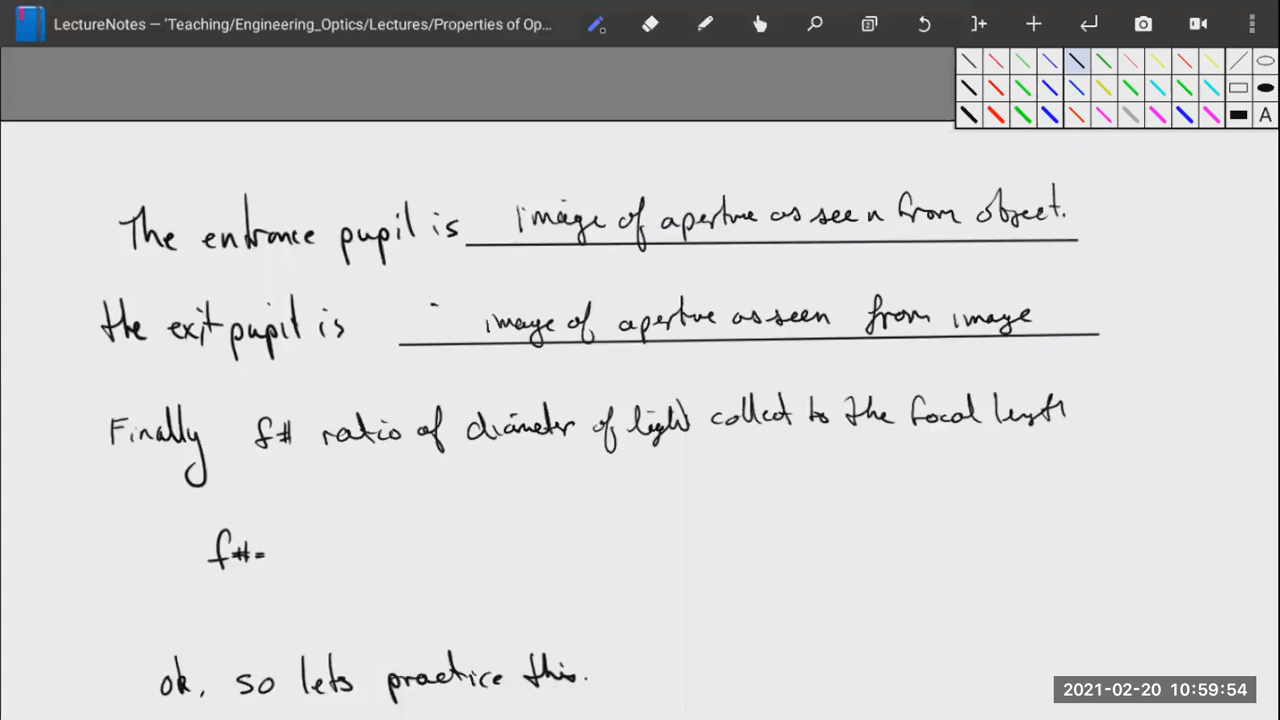 LectureNotes — 'Teaching/Engineering_Optics/Lectures/Properties of Op...
A
The entrance pupil is image of aperture as seen from object.
the exit pupil is image of aperture as seen from image
Finally f# ratio of diameter of light collect to the focal length
f#=
ok, so lets practice this.
2021-02-20 10:59:54